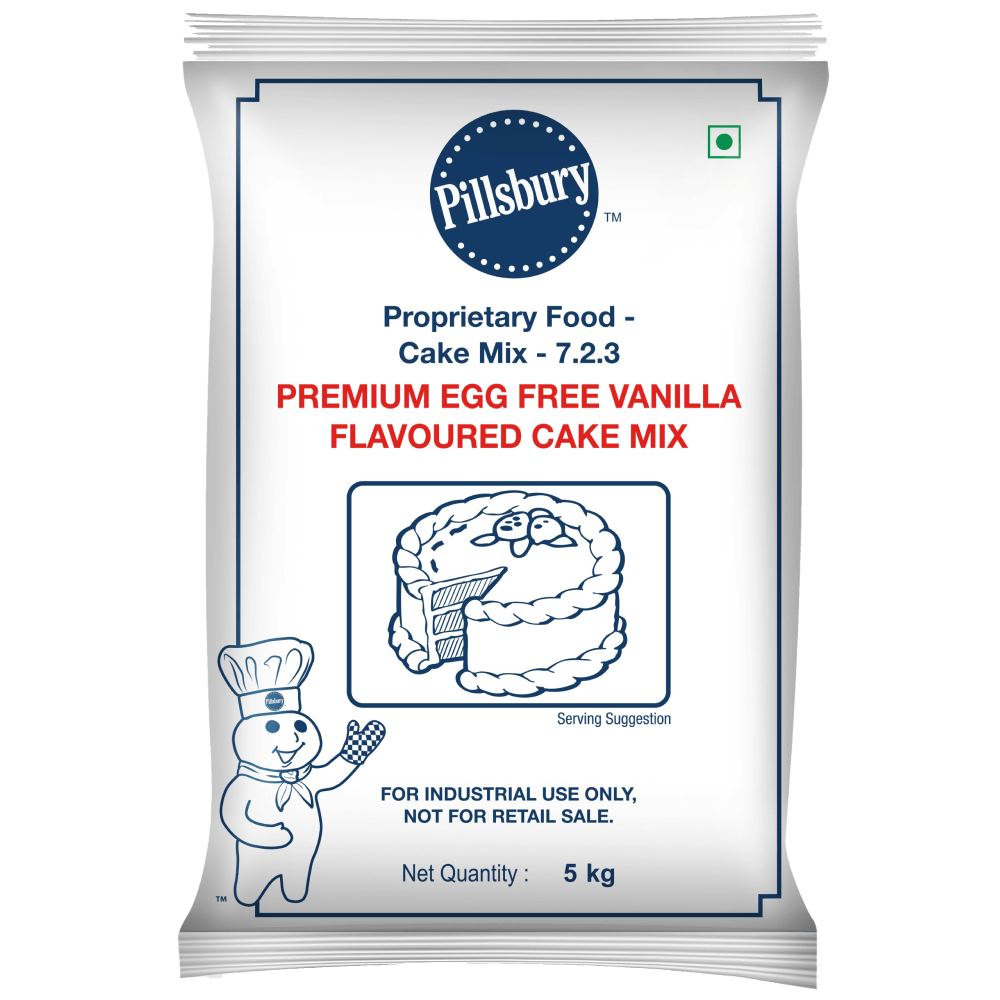 Pillsbury
TM
Proprietary Food -
Cake Mix - 7.2.3
PREMIUM EGG FREE VANILLA
FLAVOURED CAKE MIX
Serving Suggestion
Pillsbury
FOR INDUSTRIAL USE ONLY,
NOT FOR RETAIL SALE.
Net Quantity : 5 kg
TM